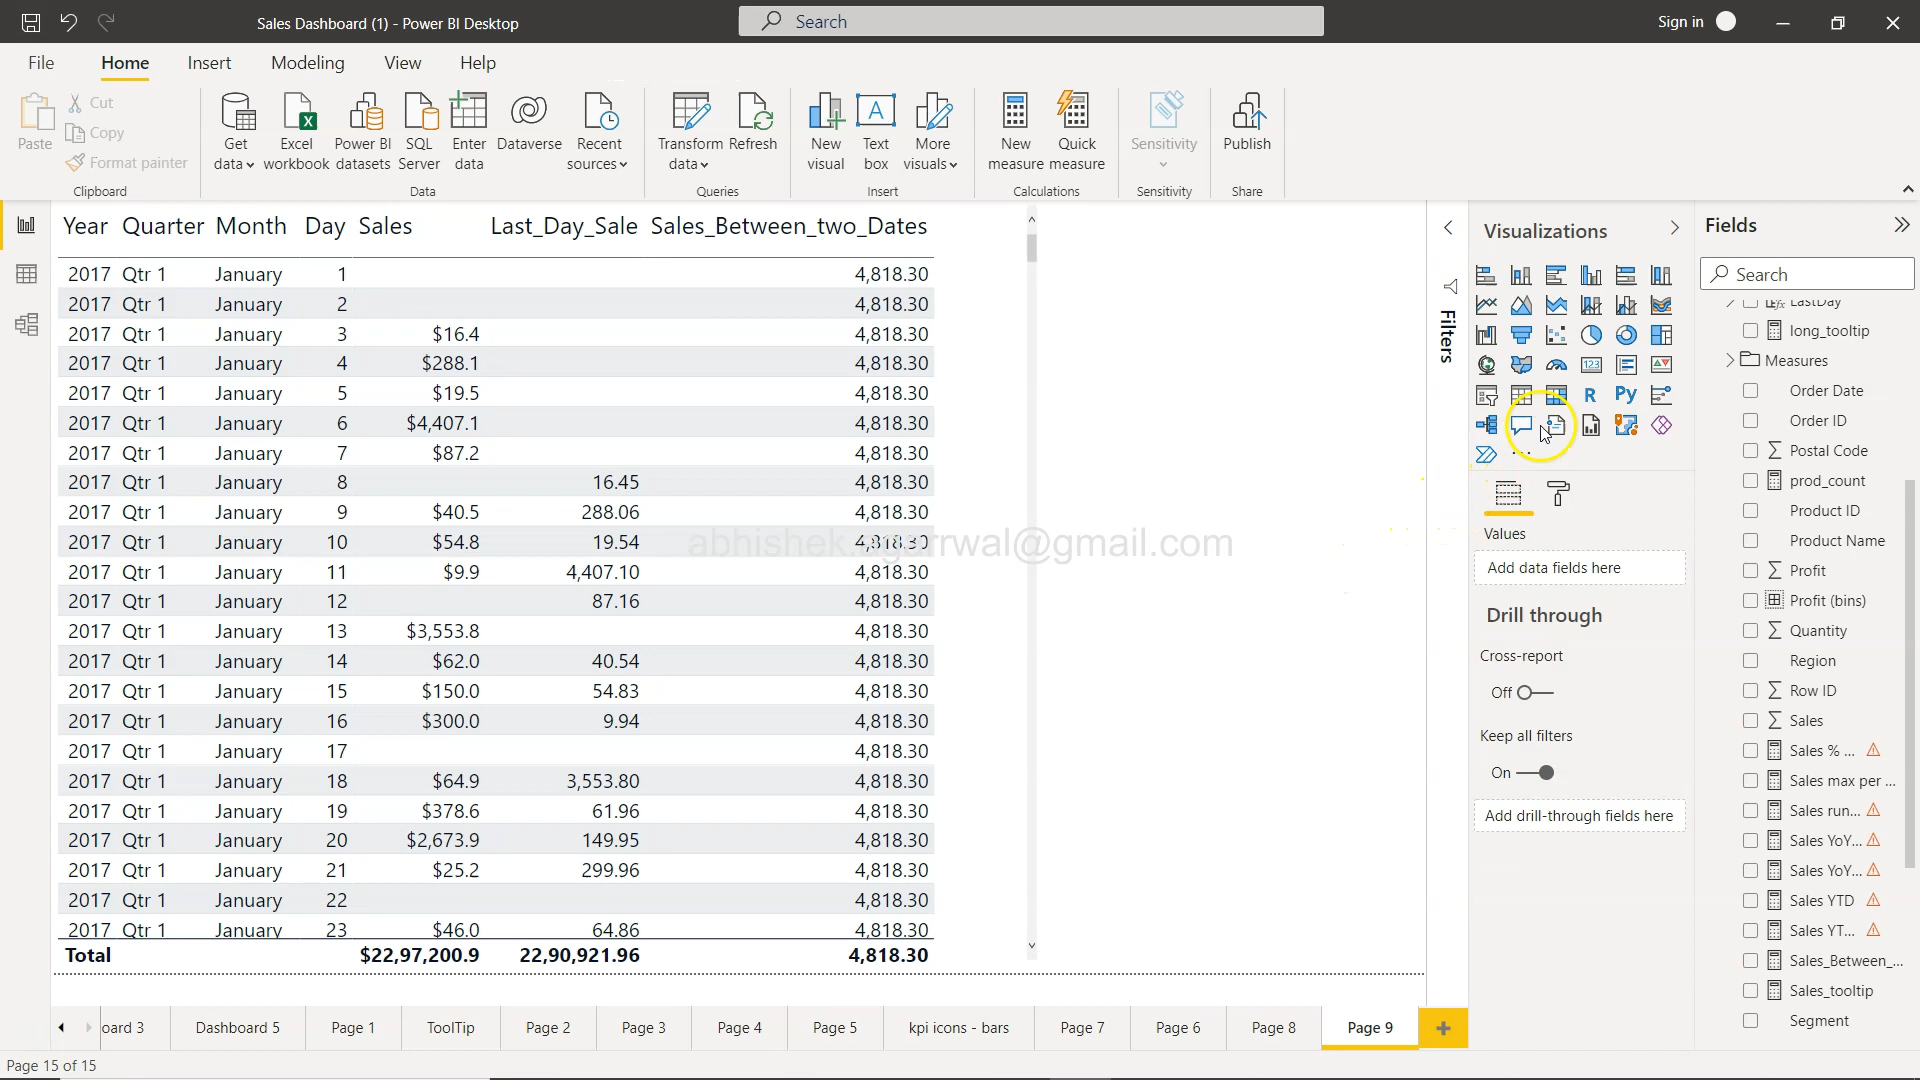 Sales Dashboard (1) - Power BI Desktop
Search
Sign in
File Home Insert Modeling View Help
Paste
Cut
Copy
Format painter
Clipboard
Get data
Excel workbook
Power BI datasets
SQL Server
Enter data
Dataverse
Recent sources
Data
Transform data
Refresh
Queries
New visual
Text box
More visuals
Insert
New measure
Quick measure
Calculations
Sensitivity
Sensitivity
Publish
Share
Year Quarter Month Day Sales Last_Day_Sale Sales_Between_two_Dates
2017 Qtr 1 January 1 4,818.30
2017 Qtr 1 January 2 4,818.30
2017 Qtr 1 January 3 $16.4 4,818.30
2017 Qtr 1 January 4 $288.1 4,818.30
2017 Qtr 1 January 5 $19.5 4,818.30
2017 Qtr 1 January 6 $4,407.1 4,818.30
2017 Qtr 1 January 7 $87.2 4,818.30
2017 Qtr 1 January 8 16.45 4,818.30
2017 Qtr 1 January 9 $40.5 288.06 4,818.30
2017 Qtr 1 January 10 $54.8 19.54 4,818.30
2017 Qtr 1 January 11 $9.9 4,407.10 4,818.30
2017 Qtr 1 January 12 87.16 4,818.30
2017 Qtr 1 January 13 $3,553.8 4,818.30
2017 Qtr 1 January 14 $62.0 40.54 4,818.30
2017 Qtr 1 January 15 $150.0 54.83 4,818.30
2017 Qtr 1 January 16 $300.0 9.94 4,818.30
2017 Qtr 1 January 17 4,818.30
2017 Qtr 1 January 18 $64.9 3,553.80 4,818.30
2017 Qtr 1 January 19 $378.6 61.96 4,818.30
2017 Qtr 1 January 20 $2,673.9 149.95 4,818.30
2017 Qtr 1 January 21 $25.2 299.96 4,818.30
2017 Qtr 1 January 22 4,818.30
2017 Qtr 1 January 23 $46.0 64.86 4,818.30
Total $22,97,200.9 22,90,921.96 4,818.30
Filters
Visualizations
123
R
Py
Values
Add data fields here
Drill through
Cross-report
Off
Keep all filters
On
Add drill-through fields here
Fields
Search
LastDay
long_tooltip
Measures
Order Date
Order ID
Postal Code
prod_count
Product ID
Product Name
Profit
Profit (bins)
Quantity
Region
Row ID
Sales
Sales % ...
Sales max per ...
Sales run...
Sales YoY...
Sales YoY...
Sales YTD
Sales YT...
Sales_Between_...
Sales_tooltip
Segment
oard 3 Dashboard 5 Page 1 ToolTip Page 2 Page 3 Page 4 Page 5 kpi icons - bars Page 7 Page 6 Page 8 Page 9
Page 15 of 15